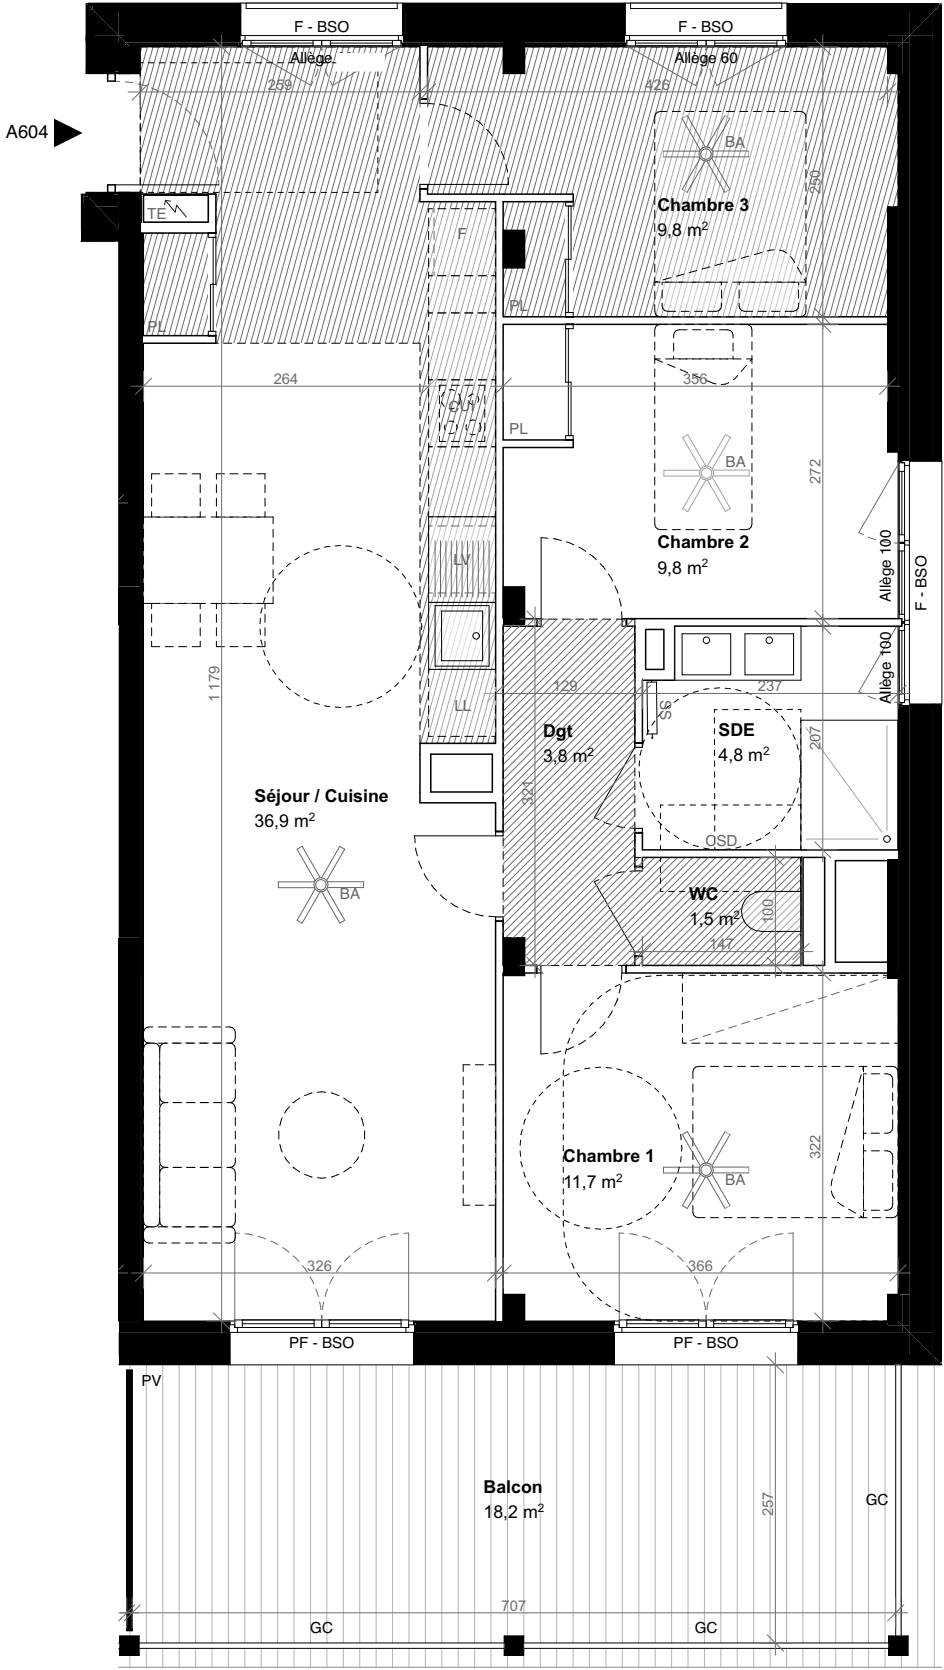 F - BSO
F - BSO
Allège
Allège 60
259
426
A604
BA
250
Chambre 3
9,8 m²
TE
F
PL
PL
264
356
CUI
PL
BA
272
Chambre 2
9,8 m²
Allège 100
F - BSO
LV
1179
129
237
Allège 100
LL
SS
Dgt
3,8 m²
SDE
4,8 m²
207
321
Séjour / Cuisine
36,9 m²
OSD
BA
WC
1,5 m²
100
147
Chambre 1
11,7 m²
BA
322
326
366
PF - BSO
PF - BSO
PV
Balcon
18,2 m²
257
GC
707
GC
GC